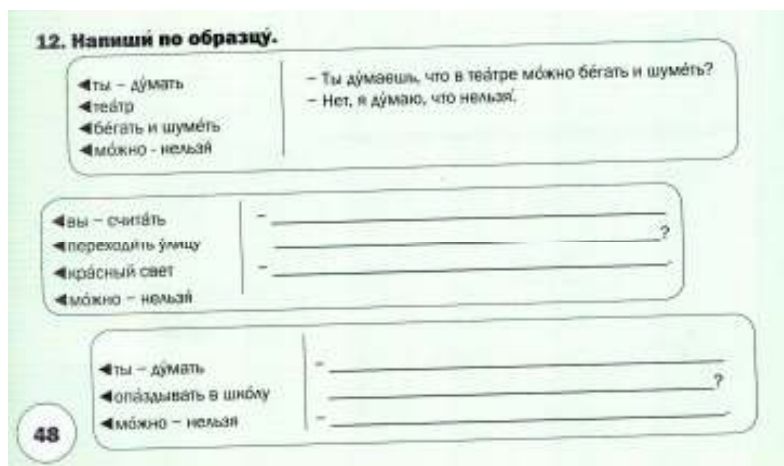 12. Напиши́ по образцу́.
◄ты – ду́мать
◄теа́тр
◄бе́гать и шуме́ть
◄мо́жно - нельзя́
– Ты ду́маешь, что в теа́тре мо́жно бе́гать и шуме́ть?
– Нет, я ду́маю, что нельзя́.
◄вы – счита́ть
◄переходи́ть у́лицу
◄кра́сный свет
◄мо́жно – нельзя́
–
?
–
◄ты – ду́мать
◄опа́здывать в шко́лу
◄мо́жно – нельзя́
–
?
–
48